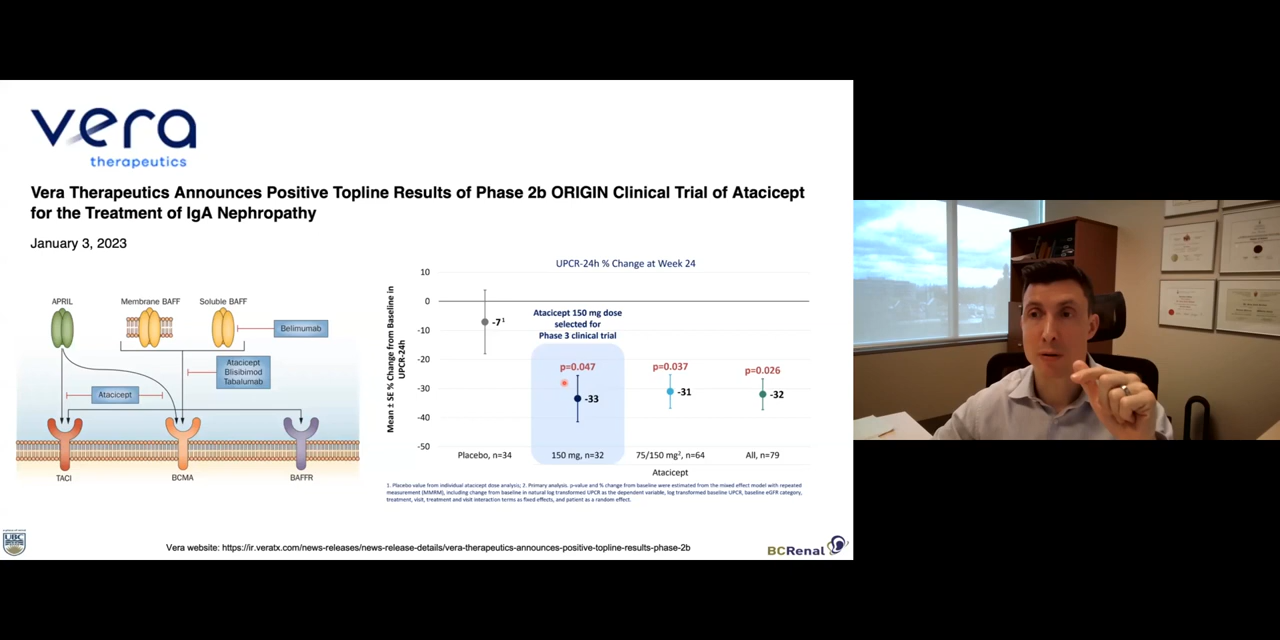 vera
therapeutics
Vera Therapeutics Announces Positive Topline Results of Phase 2b ORIGIN Clinical Trial of Atacicept
for the Treatment of IgA Nephropathy
January 3, 2023
APRIL
Membrane BAFF
Soluble BAFF
Belimumab
Atacicept
Blisibimod
Tabalumab
Atacicept
TACI
BCMA
BAFFR
UPCR-24h % Change at Week 24
Mean ± SE % Change from Baseline in
UPCR-24h
10
0
-10
-20
-30
-40
-50
-7¹
Atacicept 150 mg dose
selected for
Phase 3 clinical trial
p=0.047
-33
p=0.037
-31
p=0.026
-32
Placebo, n=34
150 mg, n=32
75/150 mg², n=64
All, n=79
Atacicept
1. Placebo value from individual atacicept dose analysis; 2. Primary analysis. p-value and % change from baseline were estimated from the mixed effect model with repeated
measurement (MMRM), including change from baseline in natural log transformed UPCR as the dependent variable, log transformed baseline UPCR, baseline eGFR category,
treatment, visit, treatment and visit interaction terms as fixed effects, and patient as a random effect.
UBC
Vera website: https://ir.veratx.com/news-releases/news-release-details/vera-therapeutics-announces-positive-topline-results-phase-2b
BCRenal